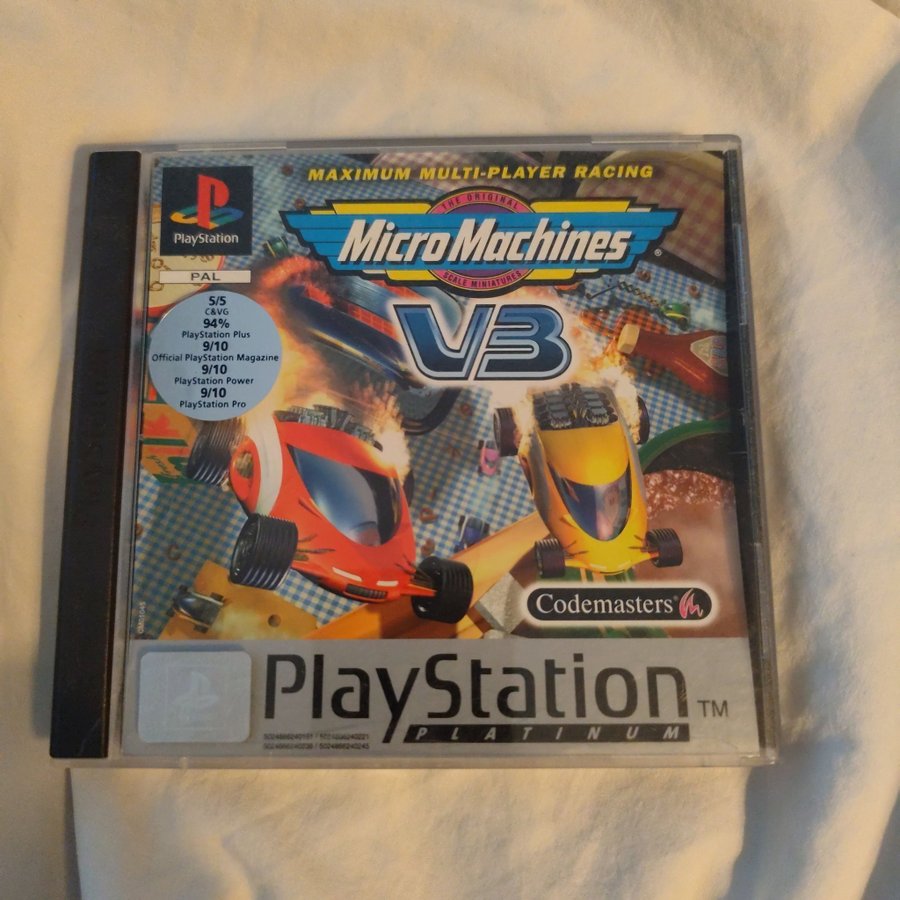 MAXIMUM MULTI-PLAYER RACING
THE ORIGINAL
Micro Machines ®
SCALE MINIATURES
V3
PlayStation
PAL
5/5
C&VG
94%
PlayStation Plus
9/10
Official PlayStation Magazine
9/10
PlayStation Power
9/10
PlayStation Pro
Codemasters
PlayStation TM
PLATINUM